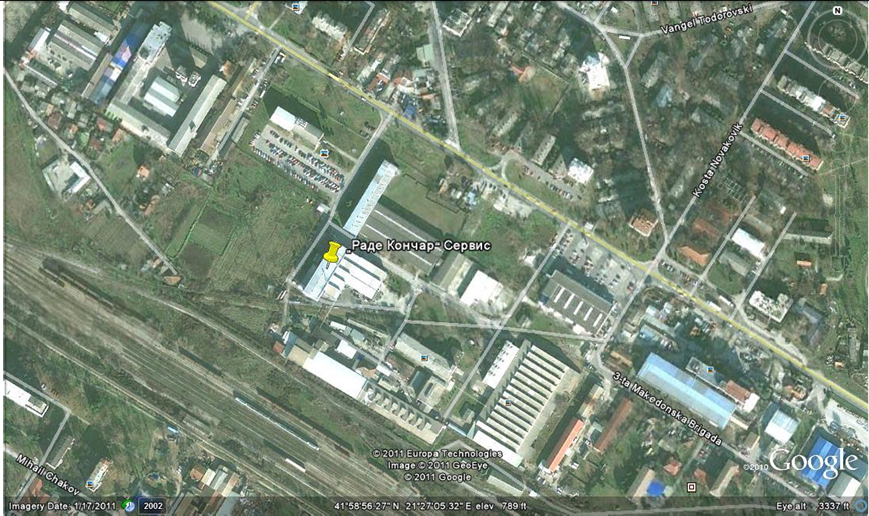 Vangel Todorovski
N
Kosta Novakovik
„Раде Кончар“ Сервис
3-ta Makedonska Brigada
Mihaili Chakov
© 2011 Europa Technologies
Image © 2011 GeoEye
© 2011 Google
©2010 Google
Imagery Date: 1/17/2011 2002 41°58'56.27" N 21°27'05.32" E elev 789 ft Eye alt 3337 ft